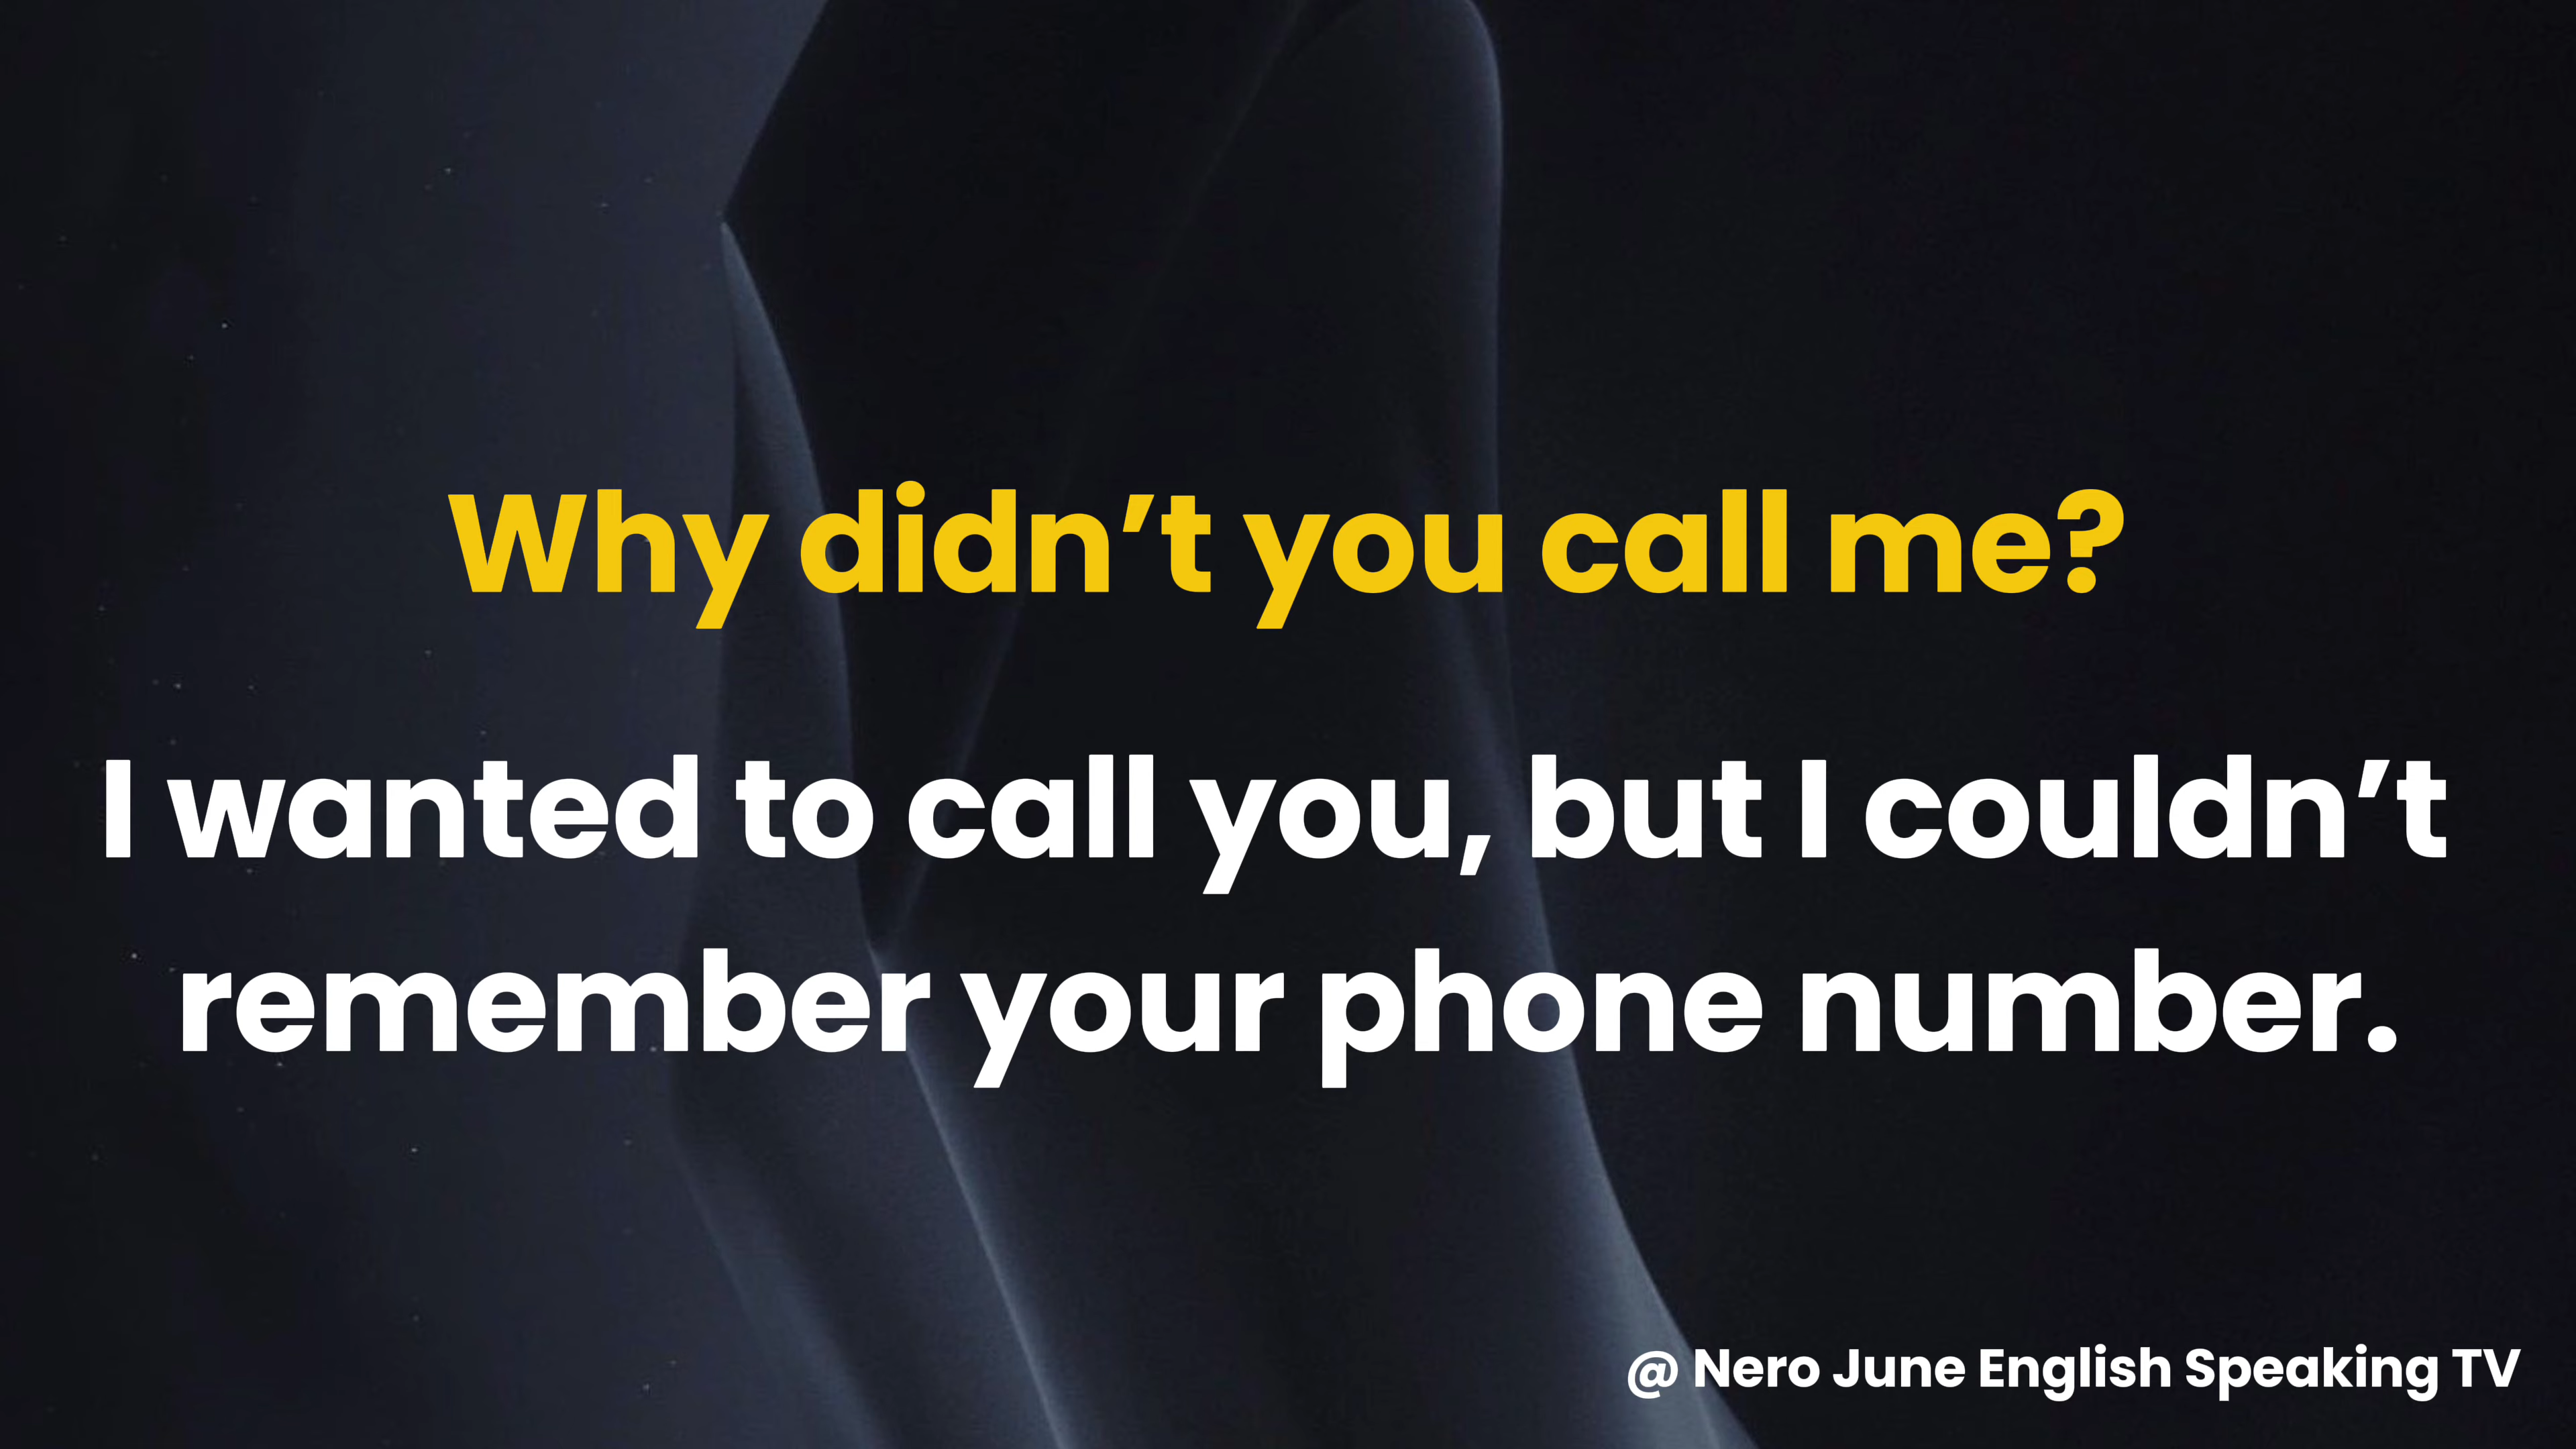 Why didn’t you call me?
I wanted to call you, but I couldn’t
remember your phone number.
@ Nero June English Speaking TV